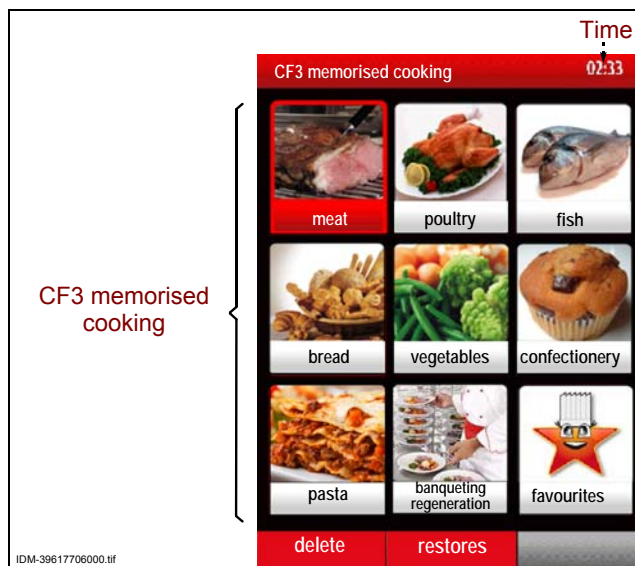 Time
CF3 memorised cooking
02:33
meat
poultry
fish
CF3 memorised
cooking
bread
vegetables
confectionery
pasta
banqueting
regeneration
favourites
delete
restores
IDM-39617706000.tif